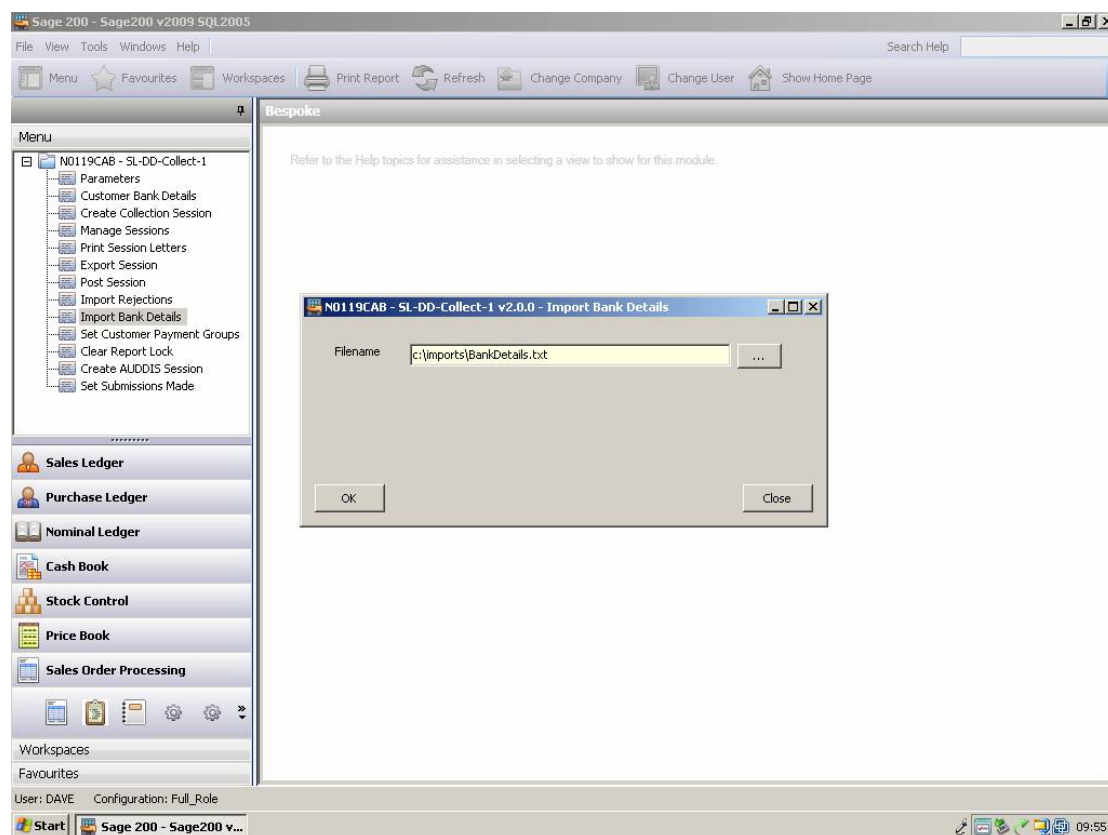 Sage 200 - Sage200 v2009 SQL2005
File View Tools Windows Help Search Help
Menu Favourites Workspaces Print Report Refresh Change Company Change User Show Home Page
Bespoke
Menu
N0119CAB - SL-DD-Collect-1
Refer to the Help topics for assistance in selecting a view to show for this module.
Parameters
Customer Bank Details
Create Collection Session
Manage Sessions
Print Session Letters
Export Session
Post Session
Import Rejections
Import Bank Details
Set Customer Payment Groups
Clear Report Lock
Create AUDDIS Session
Set Submissions Made
N0119CAB - SL-DD-Collect-1 v2.0.0 - Import Bank Details
Filename c:\imports\BankDetails.txt ...
OK Close
Sales Ledger
Purchase Ledger
Nominal Ledger
Cash Book
Stock Control
Price Book
Sales Order Processing
Workspaces
Favourites
User: DAVE Configuration: Full_Role
Start Sage 200 - Sage200 v... 09:55